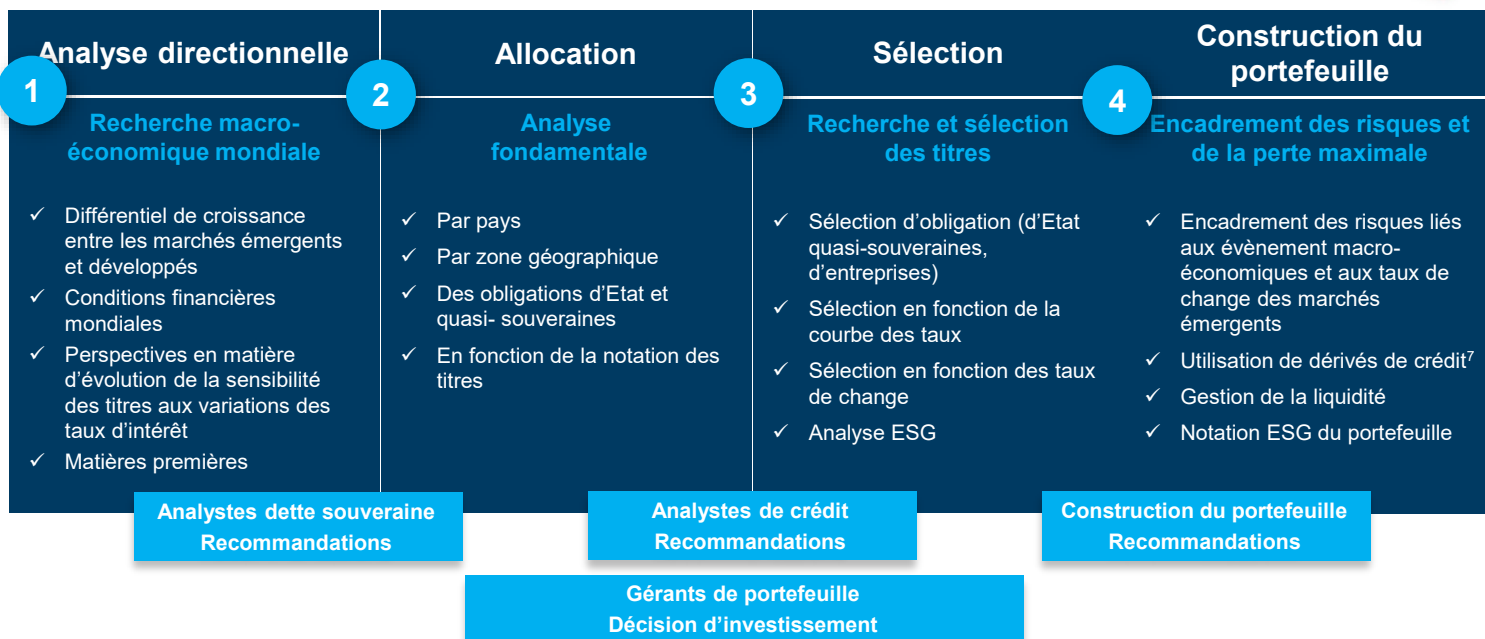 Analyse directionnelle
1
Recherche macro-
économique mondiale
✓ Différentiel de croissance
entre les marchés émergents
et développés
✓ Conditions financières
mondiales
✓ Perspectives en matière
d’évolution de la sensibilité
des titres aux variations des
taux d’intérêt
✓ Matières premières
Allocation
2
Analyse
fondamentale
✓ Par pays
✓ Par zone géographique
✓ Des obligations d’Etat et
quasi- souveraines
✓ En fonction de la notation des
titres
Sélection
3
Recherche et sélection
des titres
✓ Sélection d’obligation (d’Etat
quasi-souveraines,
d’entreprises)
✓ Sélection en fonction de la
courbe des taux
✓ Sélection en fonction des taux
de change
✓ Analyse ESG
Construction du
portefeuille
4
Encadrement des risques et
de la perte maximale
✓ Encadrement des risques liés
aux évènement macro-
économiques et aux taux de
change des marchés
émergents
✓ Utilisation de dérivés de crédit⁷
✓ Gestion de la liquidité
✓ Notation ESG du portefeuille
Analystes dette souveraine
Recommandations
Analystes de crédit
Recommandations
Construction du portefeuille
Recommandations
Gérants de portefeuille
Décision d’investissement